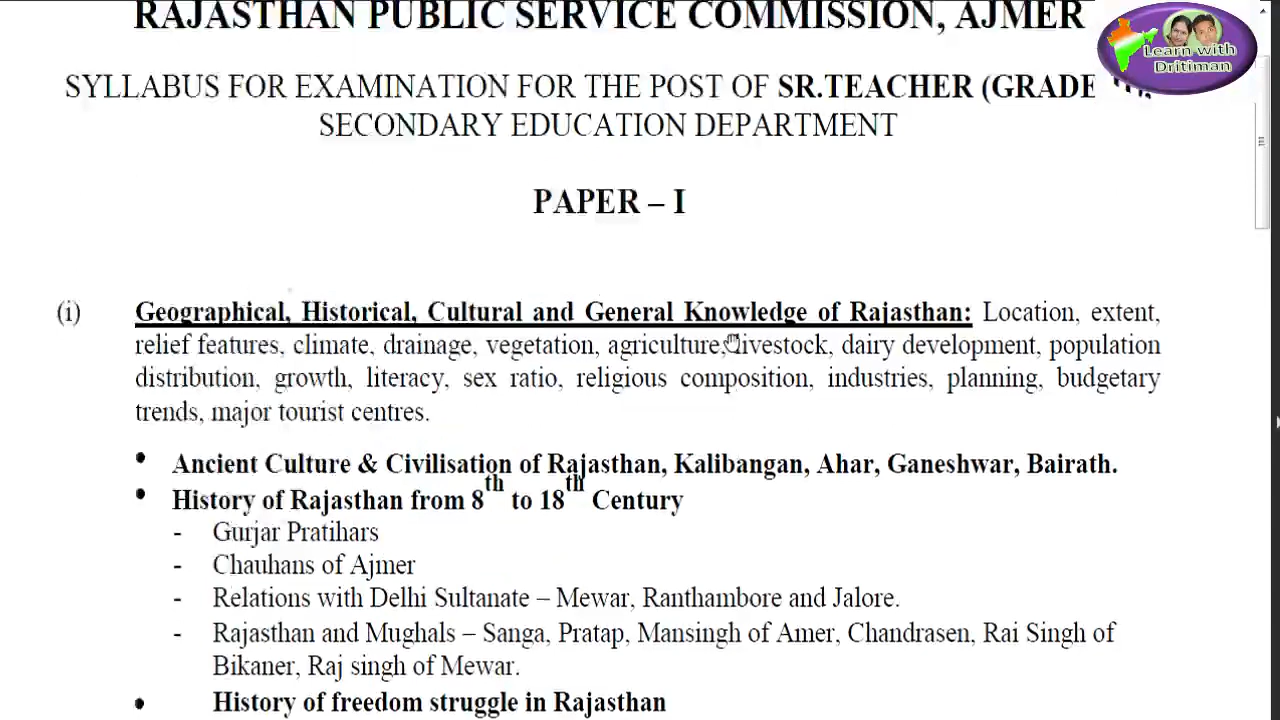 RAJASTHAN PUBLIC SERVICE COMMISSION, AJMER
Learn with
Dritiman
SYLLABUS FOR EXAMINATION FOR THE POST OF SR.TEACHER (GRADE
SECONDARY EDUCATION DEPARTMENT
PAPER – I
(i) Geographical, Historical, Cultural and General Knowledge of Rajasthan: Location, extent,
relief features, climate, drainage, vegetation, agriculture, livestock, dairy development, population
distribution, growth, literacy, sex ratio, religious composition, industries, planning, budgetary
trends, major tourist centres.
• Ancient Culture & Civilisation of Rajasthan, Kalibangan, Ahar, Ganeshwar, Bairath.
• History of Rajasthan from 8th to 18th Century
- Gurjar Pratihars
- Chauhans of Ajmer
- Relations with Delhi Sultanate – Mewar, Ranthambore and Jalore.
- Rajasthan and Mughals – Sanga, Pratap, Mansingh of Amer, Chandrasen, Rai Singh of
Bikaner, Raj singh of Mewar.
• History of freedom struggle in Rajasthan